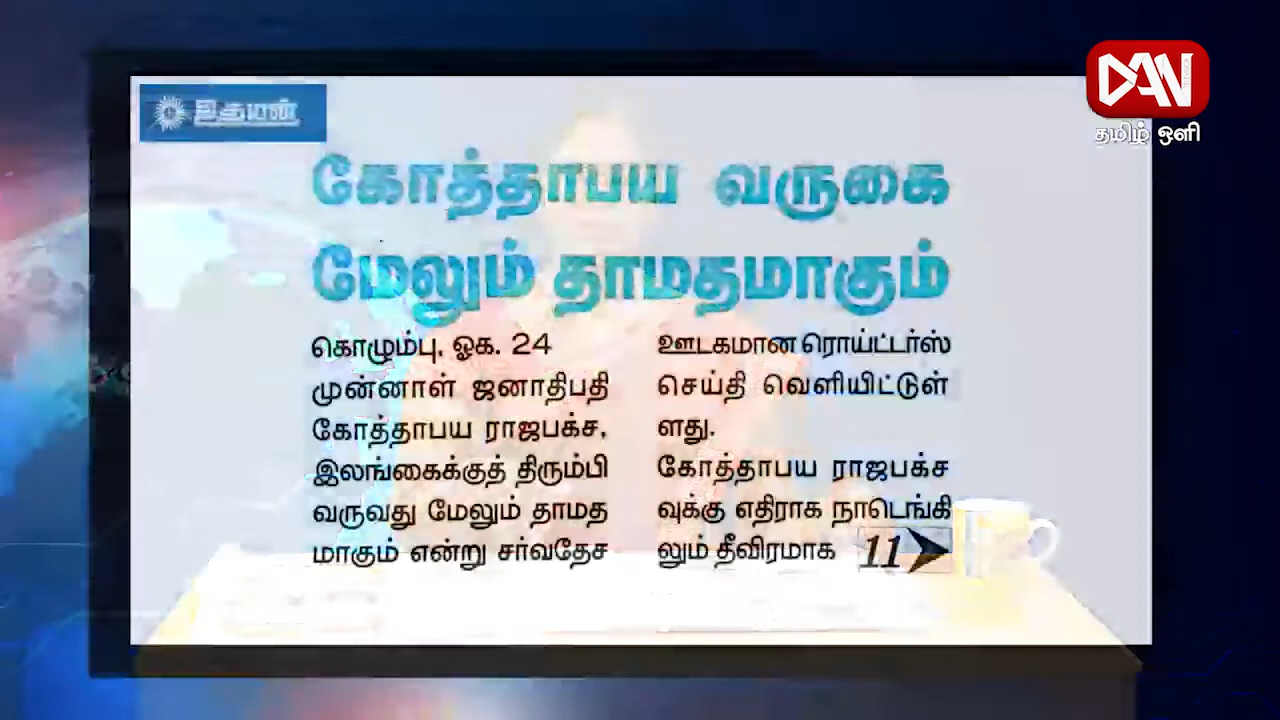 DAN
தமிழ் ஒளி
உதயன்
கோத்தாபய வருகை
மேலும் தாமதமாகும்
கொழும்பு, ஓக. 24
முன்னாள் ஜனாதிபதி
கோத்தாபய ராஜபக்ச,
இலங்கைக்குத் திரும்பி
வருவது மேலும் தாமத
மாகும் என்று சர்வதேச
ஊடகமான ரொய்ட்டர்ஸ்
செய்தி வெளியிட்டுள்
ளது.
கோத்தாபய ராஜபக்ச
வுக்கு எதிராக நாடெங்கி
லும் தீவிரமாக 11